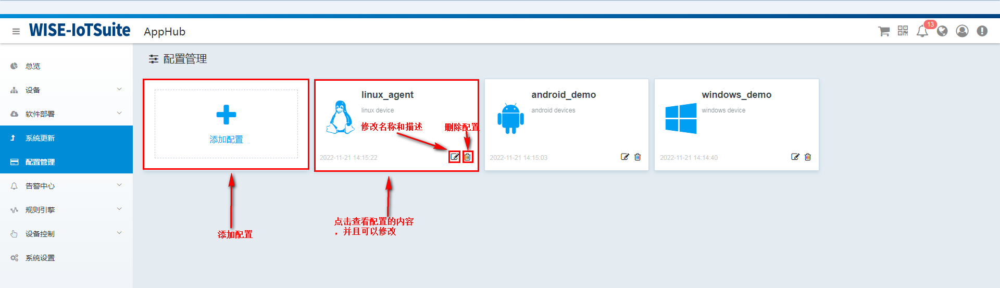 WISE-IoTSuite
AppHub
13
总览
设备
软件部署
系统更新
配置管理
告警中心
规则引擎
设备控制
系统设置
配置管理
添加配置
linux_agent
linux device
修改名称和描述
删除配置
2022-11-21 14:15:22
android_demo
android devices
2022-11-21 14:15:03
windows_demo
windows device
2022-11-21 14:14:40
添加配置
点击查看配置的内容
，并且可以修改